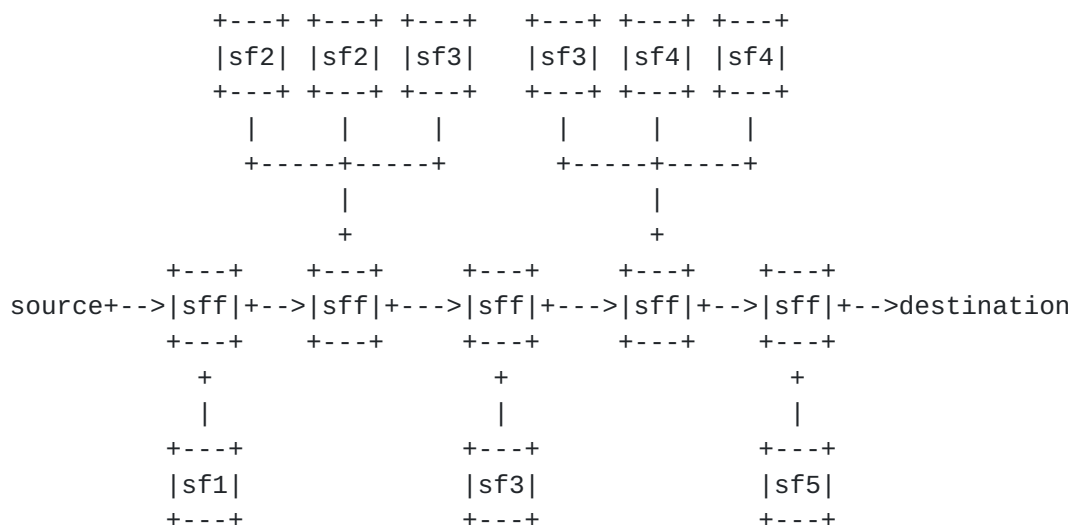 +---+ +---+ +---+   +---+ +---+ +---+
|sf2| |sf2| |sf3|   |sf3| |sf4| |sf4|
+---+ +---+ +---+   +---+ +---+ +---+
|     |     |       |     |     |
+-----+-----+       +-----+-----+
|                   |
+                   +
+---+    +---+     +---+     +---+    +---+
source+-->|sff|+-->|sff|+--->|sff|+--->|sff|+-->|sff|+-->destination
+---+    +---+     +---+     +---+    +---+
+                  +                  +
|                  |                  |
+---+              +---+              +---+
|sf1|              |sf3|              |sf5|
+---+              +---+              +---+